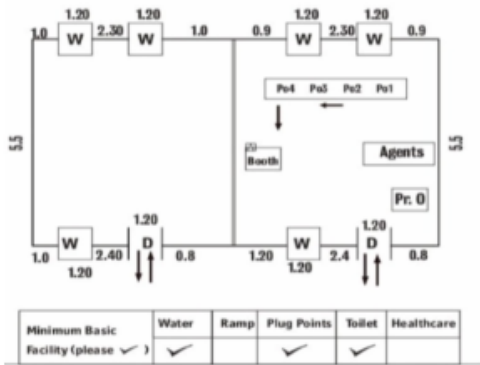 1.20 1.20 1.20 1.20
1.0 W 2.30 W 1.0 0.9 W 2.30 W 0.9
Po4 Po3 Po2 Po1
5.5 5.5
Booth Agents
Pr. O
1.20 1.20
W D W D
1.0 2.40 0.8 1.20 2.4 0.8
1.20 1.20
Minimum Basic Facility (please ✓ ) Water Ramp Plug Points Toilet Healthcare
✓ ✓ ✓